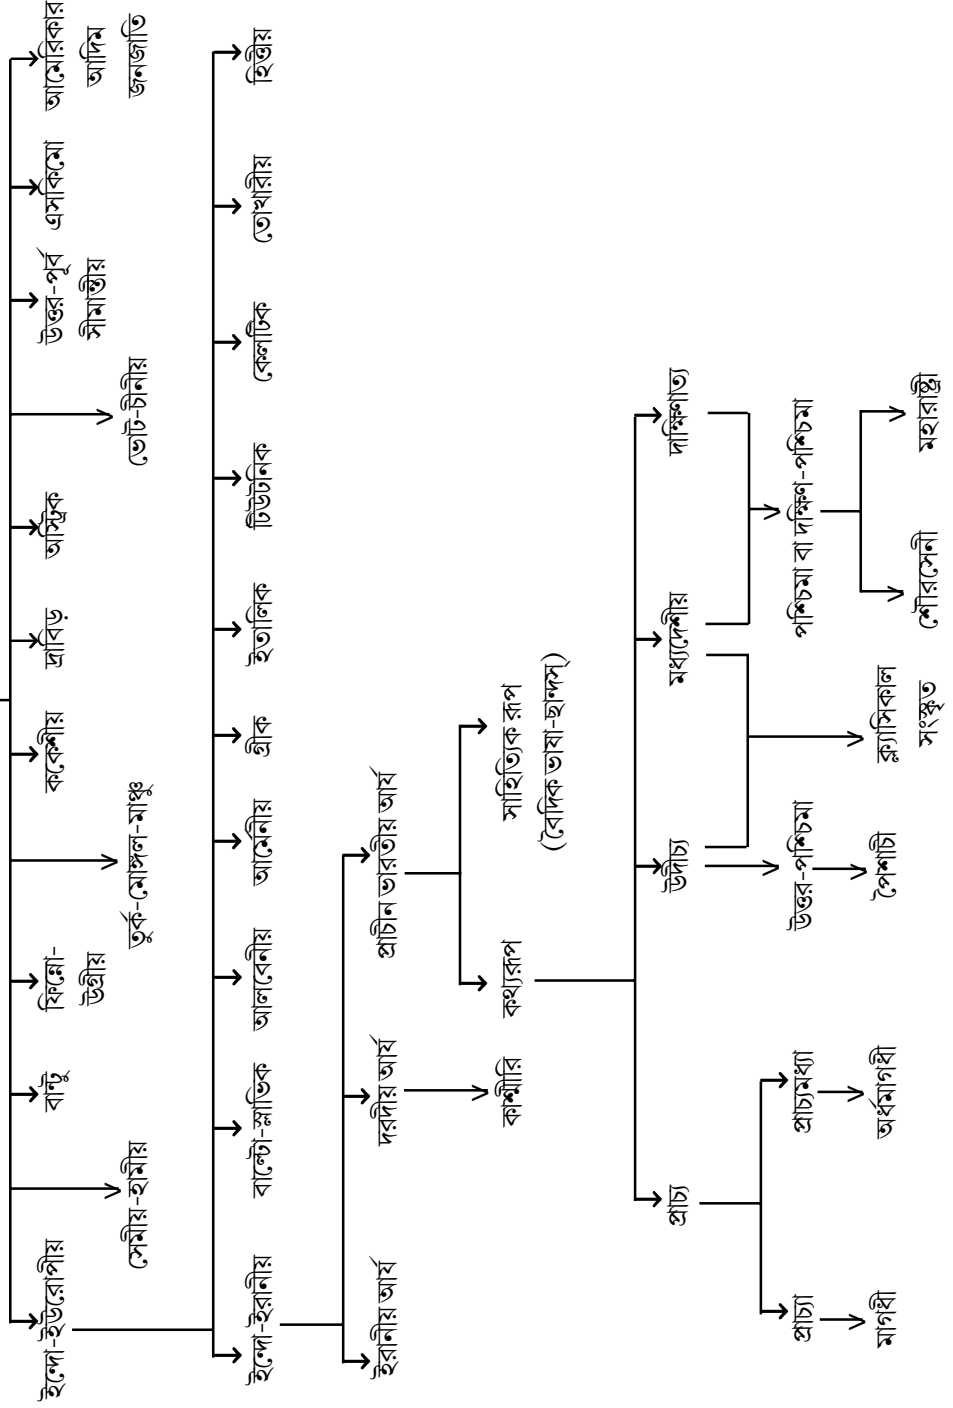 ইন্দো-ইউরোপীয়
সেমীয়-হামীয়
বান্টু
ফিন্নো-
উগ্রীয়
তুর্ক-মোঙ্গল-মাঞ্চু
ককেশীয়
দ্রাবিড়
অস্ট্রিক
ভোট-চীনীয়
উত্তর-পূর্ব
সীমান্তীয়
এসকিমো
আমেরিকার
আদিম
জনজাতি
ইন্দো-ইরানীয়
বাল্টো-স্লাভিক
আলবেনীয়
আর্মেনীয়
গ্রীক
ইতালিক
টিউটনিক
কেলটিক
তোখারীয়
হিত্তীয়
ইরানীয় আর্য
দরদীয় আর্য
প্রাচীন ভারতীয় আর্য
কাশ্মীরি
কথ্যরূপ
সাহিত্যিক রূপ
(বৈদিক ভাষা-ছান্দস্)
প্রাচ্য
উদীচ্য
মধ্যদেশীয়
দাক্ষিণাত্য
প্রাচ্যা
প্রাচ্যমধ্যা
উত্তর-পশ্চিমা
পশ্চিমা বা দক্ষিণ-পশ্চিমা
মাগধী
অর্ধমাগধী
পৈশাচী
ক্ল্যাসিকাল
সংস্কৃত
শৌরসেনী
মহারাষ্ট্রী